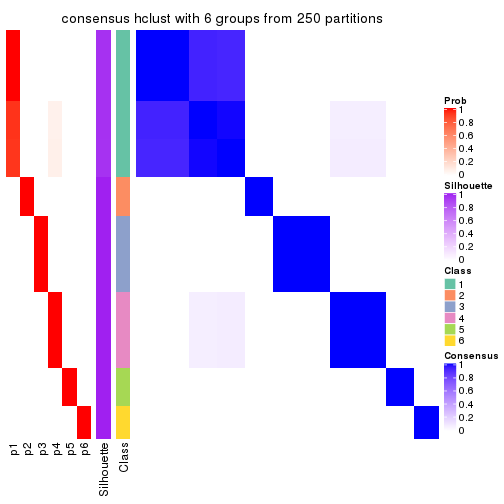 consensus hclust with 6 groups from 250 partitions
Prob
1
0.8
0.6
0.4
0.2
0
Silhouette
1
0.8
0.6
0.4
0.2
0
Class
1
2
3
4
5
6
Consensus
1
0.8
0.6
0.4
0.2
0
p1
p2
p3
p4
p5
p6
Silhouette
Class